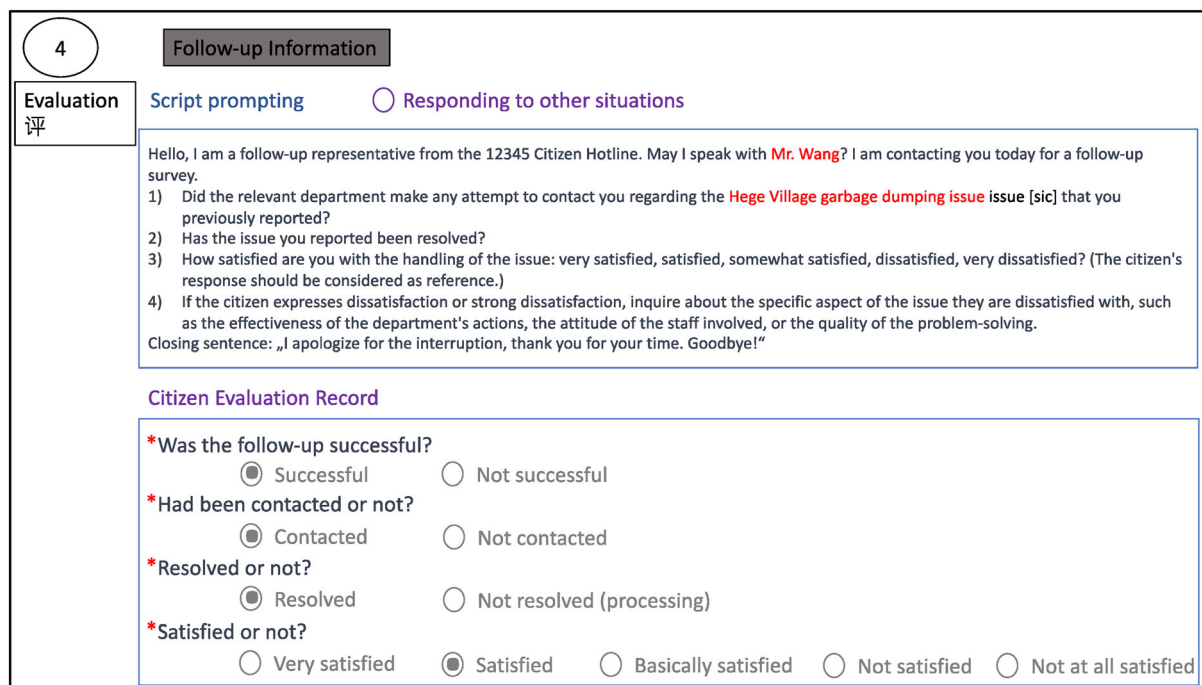 4
Follow-up Information
Evaluation
评
Script prompting
Responding to other situations
Hello, I am a follow-up representative from the 12345 Citizen Hotline. May I speak with Mr. Wang? I am contacting you today for a follow-up
survey.
1) Did the relevant department make any attempt to contact you regarding the Hege Village garbage dumping issue issue [sic] that you
previously reported?
2) Has the issue you reported been resolved?
3) How satisfied are you with the handling of the issue: very satisfied, satisfied, somewhat satisfied, dissatisfied, very dissatisfied? (The citizen's
response should be considered as reference.)
4) If the citizen expresses dissatisfaction or strong dissatisfaction, inquire about the specific aspect of the issue they are dissatisfied with, such
as the effectiveness of the department's actions, the attitude of the staff involved, or the quality of the problem-solving.
Closing sentence: „I apologize for the interruption, thank you for your time. Goodbye!“
Citizen Evaluation Record
*Was the follow-up successful?
Successful Not successful
*Had been contacted or not?
Contacted Not contacted
*Resolved or not?
Resolved Not resolved (processing)
*Satisfied or not?
Very satisfied Satisfied Basically satisfied Not satisfied Not at all satisfied